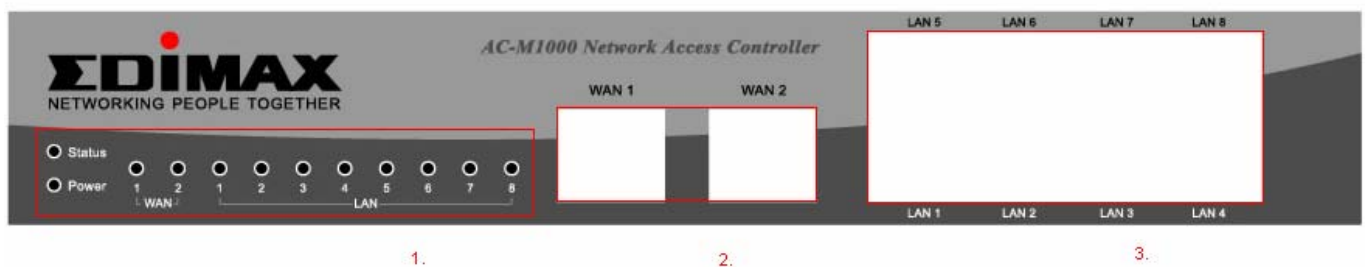 LAN 5 LAN 6 LAN 7 LAN 8
EDIMAX
NETWORKING PEOPLE TOGETHER
AC-M1000 Network Access Controller
WAN 1 WAN 2
Status
Power
1 2 1 2 3 4 5 6 7 8
WAN LAN
LAN 1 LAN 2 LAN 3 LAN 4
1. 2. 3.